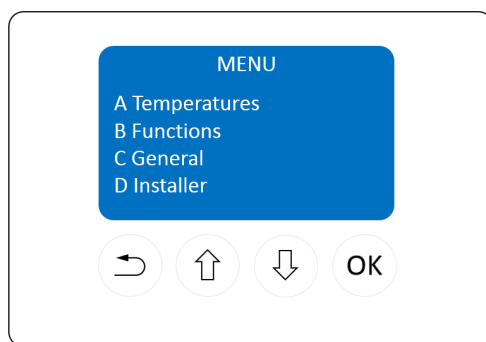 MENU
A Temperatures
B Functions
C General
D Installer
OK